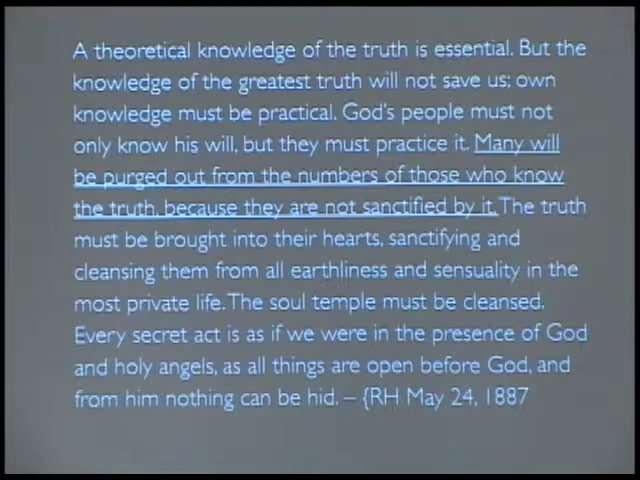 A theoretical knowledge of the truth is essential. But the
knowledge of the greatest truth will not save us; own
knowledge must be practical. God's people must not
only know his will, but they must practice it. Many will
be purged out from the numbers of those who know
the truth, because they are not sanctified by it. The truth
must be brought into their hearts, sanctifying and
cleansing them from all earthliness and sensuality in the
most private life. The soul temple must be cleansed.
Every secret act is as if we were in the presence of God
and holy angels, as all things are open before God, and
from him nothing can be hid. – {RH May 24, 1887